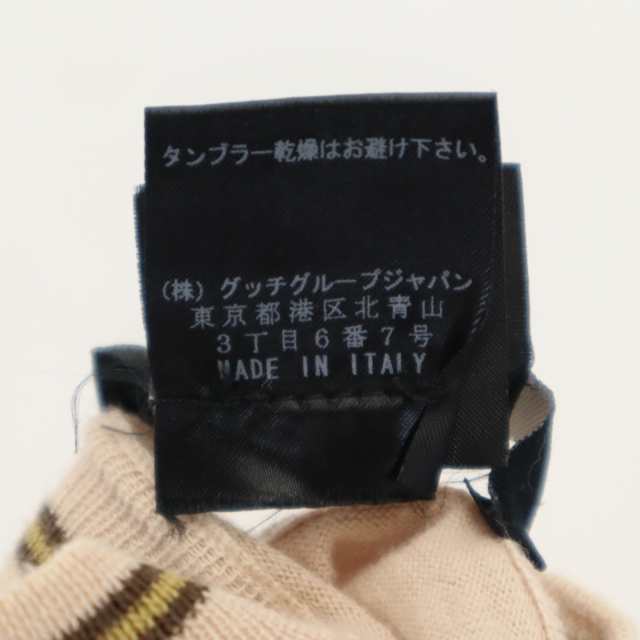 タンブラー乾燥はお避け下さい。
(株) グッチグループジャパン
東京都港区北青山
3丁目6番7号
MADE IN ITALY